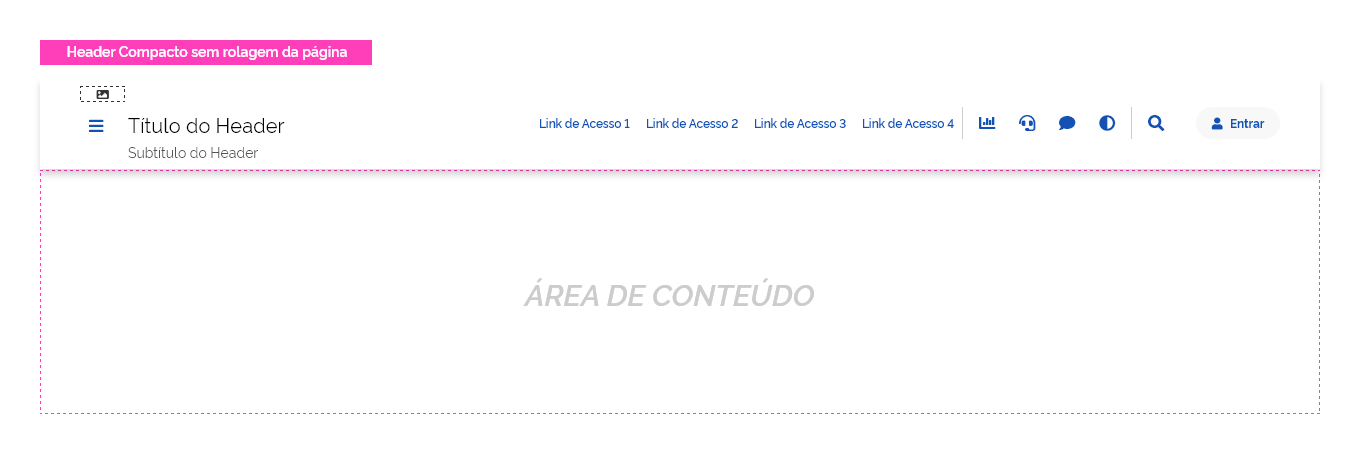 Header Compacto sem rolagem da página
Título do Header
Subtítulo do Header
Link de Acesso 1 Link de Acesso 2 Link de Acesso 3 Link de Acesso 4 Entrar
ÁREA DE CONTEÚDO